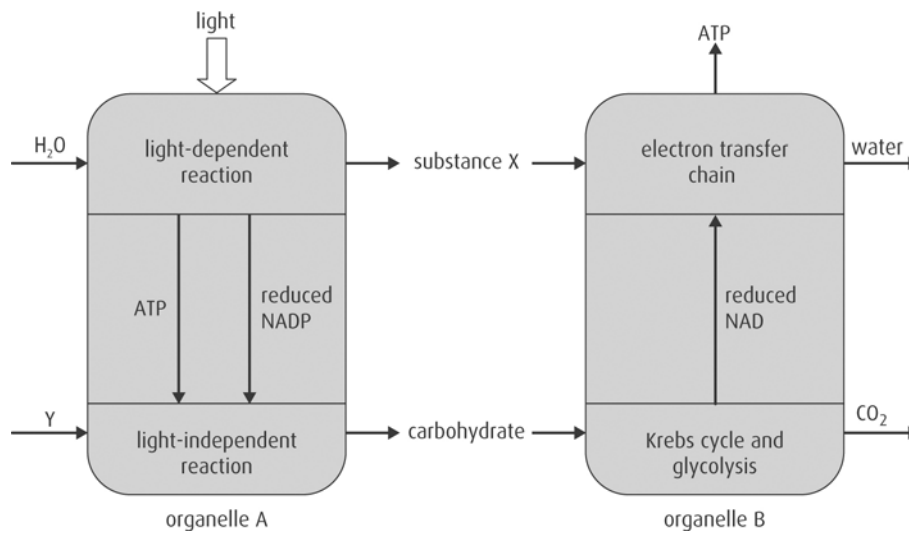 light
ATP
H₂O
light-dependent
reaction
substance X
electron transfer
chain
water
ATP
reduced
NADP
reduced
NAD
Y
light-independent
reaction
carbohydrate
Krebs cycle and
glycolysis
CO₂
organelle A
organelle B